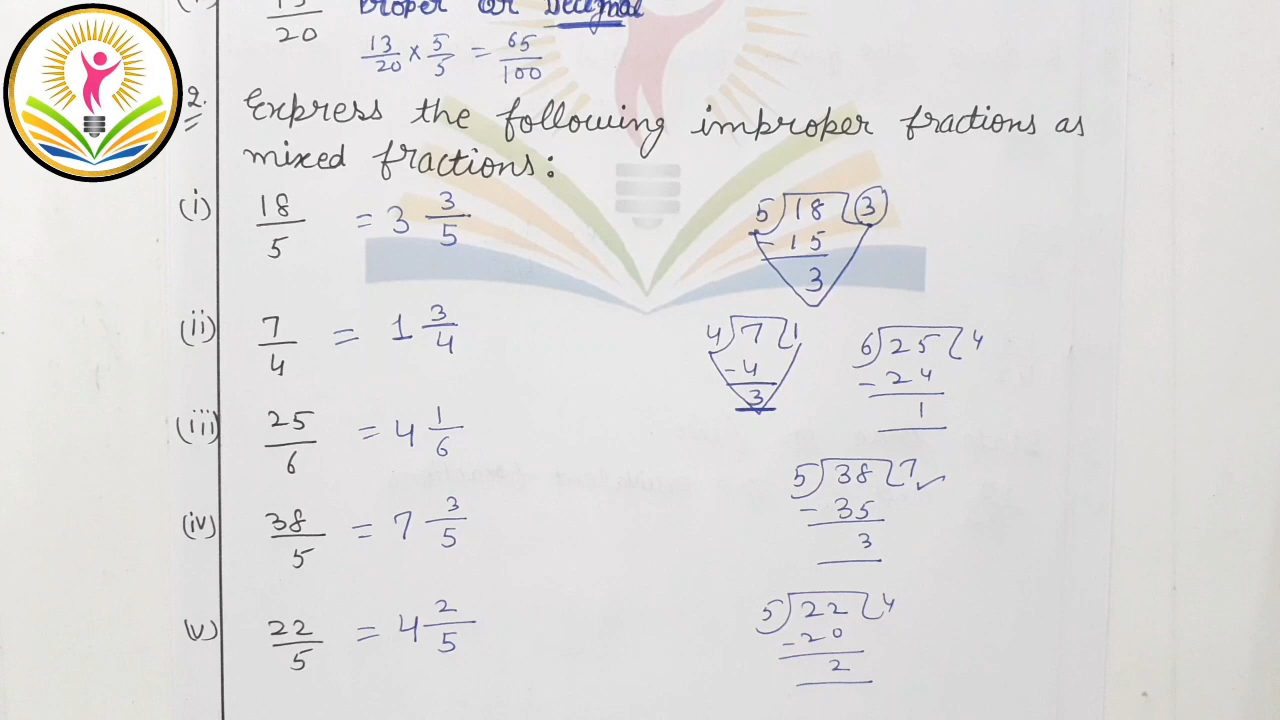 13/20 Proper or Decimal
13/20 × 5/5 = 65/100
2. Express the following improper fractions as
mixed fractions:
(i) 18/5 = 3 3/5
5)18(3
- 15
3
(ii) 7/4 = 1 3/4
4)7(1
-4
3
6)25(4
- 24
1
(iii) 25/6 = 4 1/6
(iv) 38/5 = 7 3/5
5)38(7 ✓
- 35
3
(v) 22/5 = 4 2/5
5)22(4
-20
2